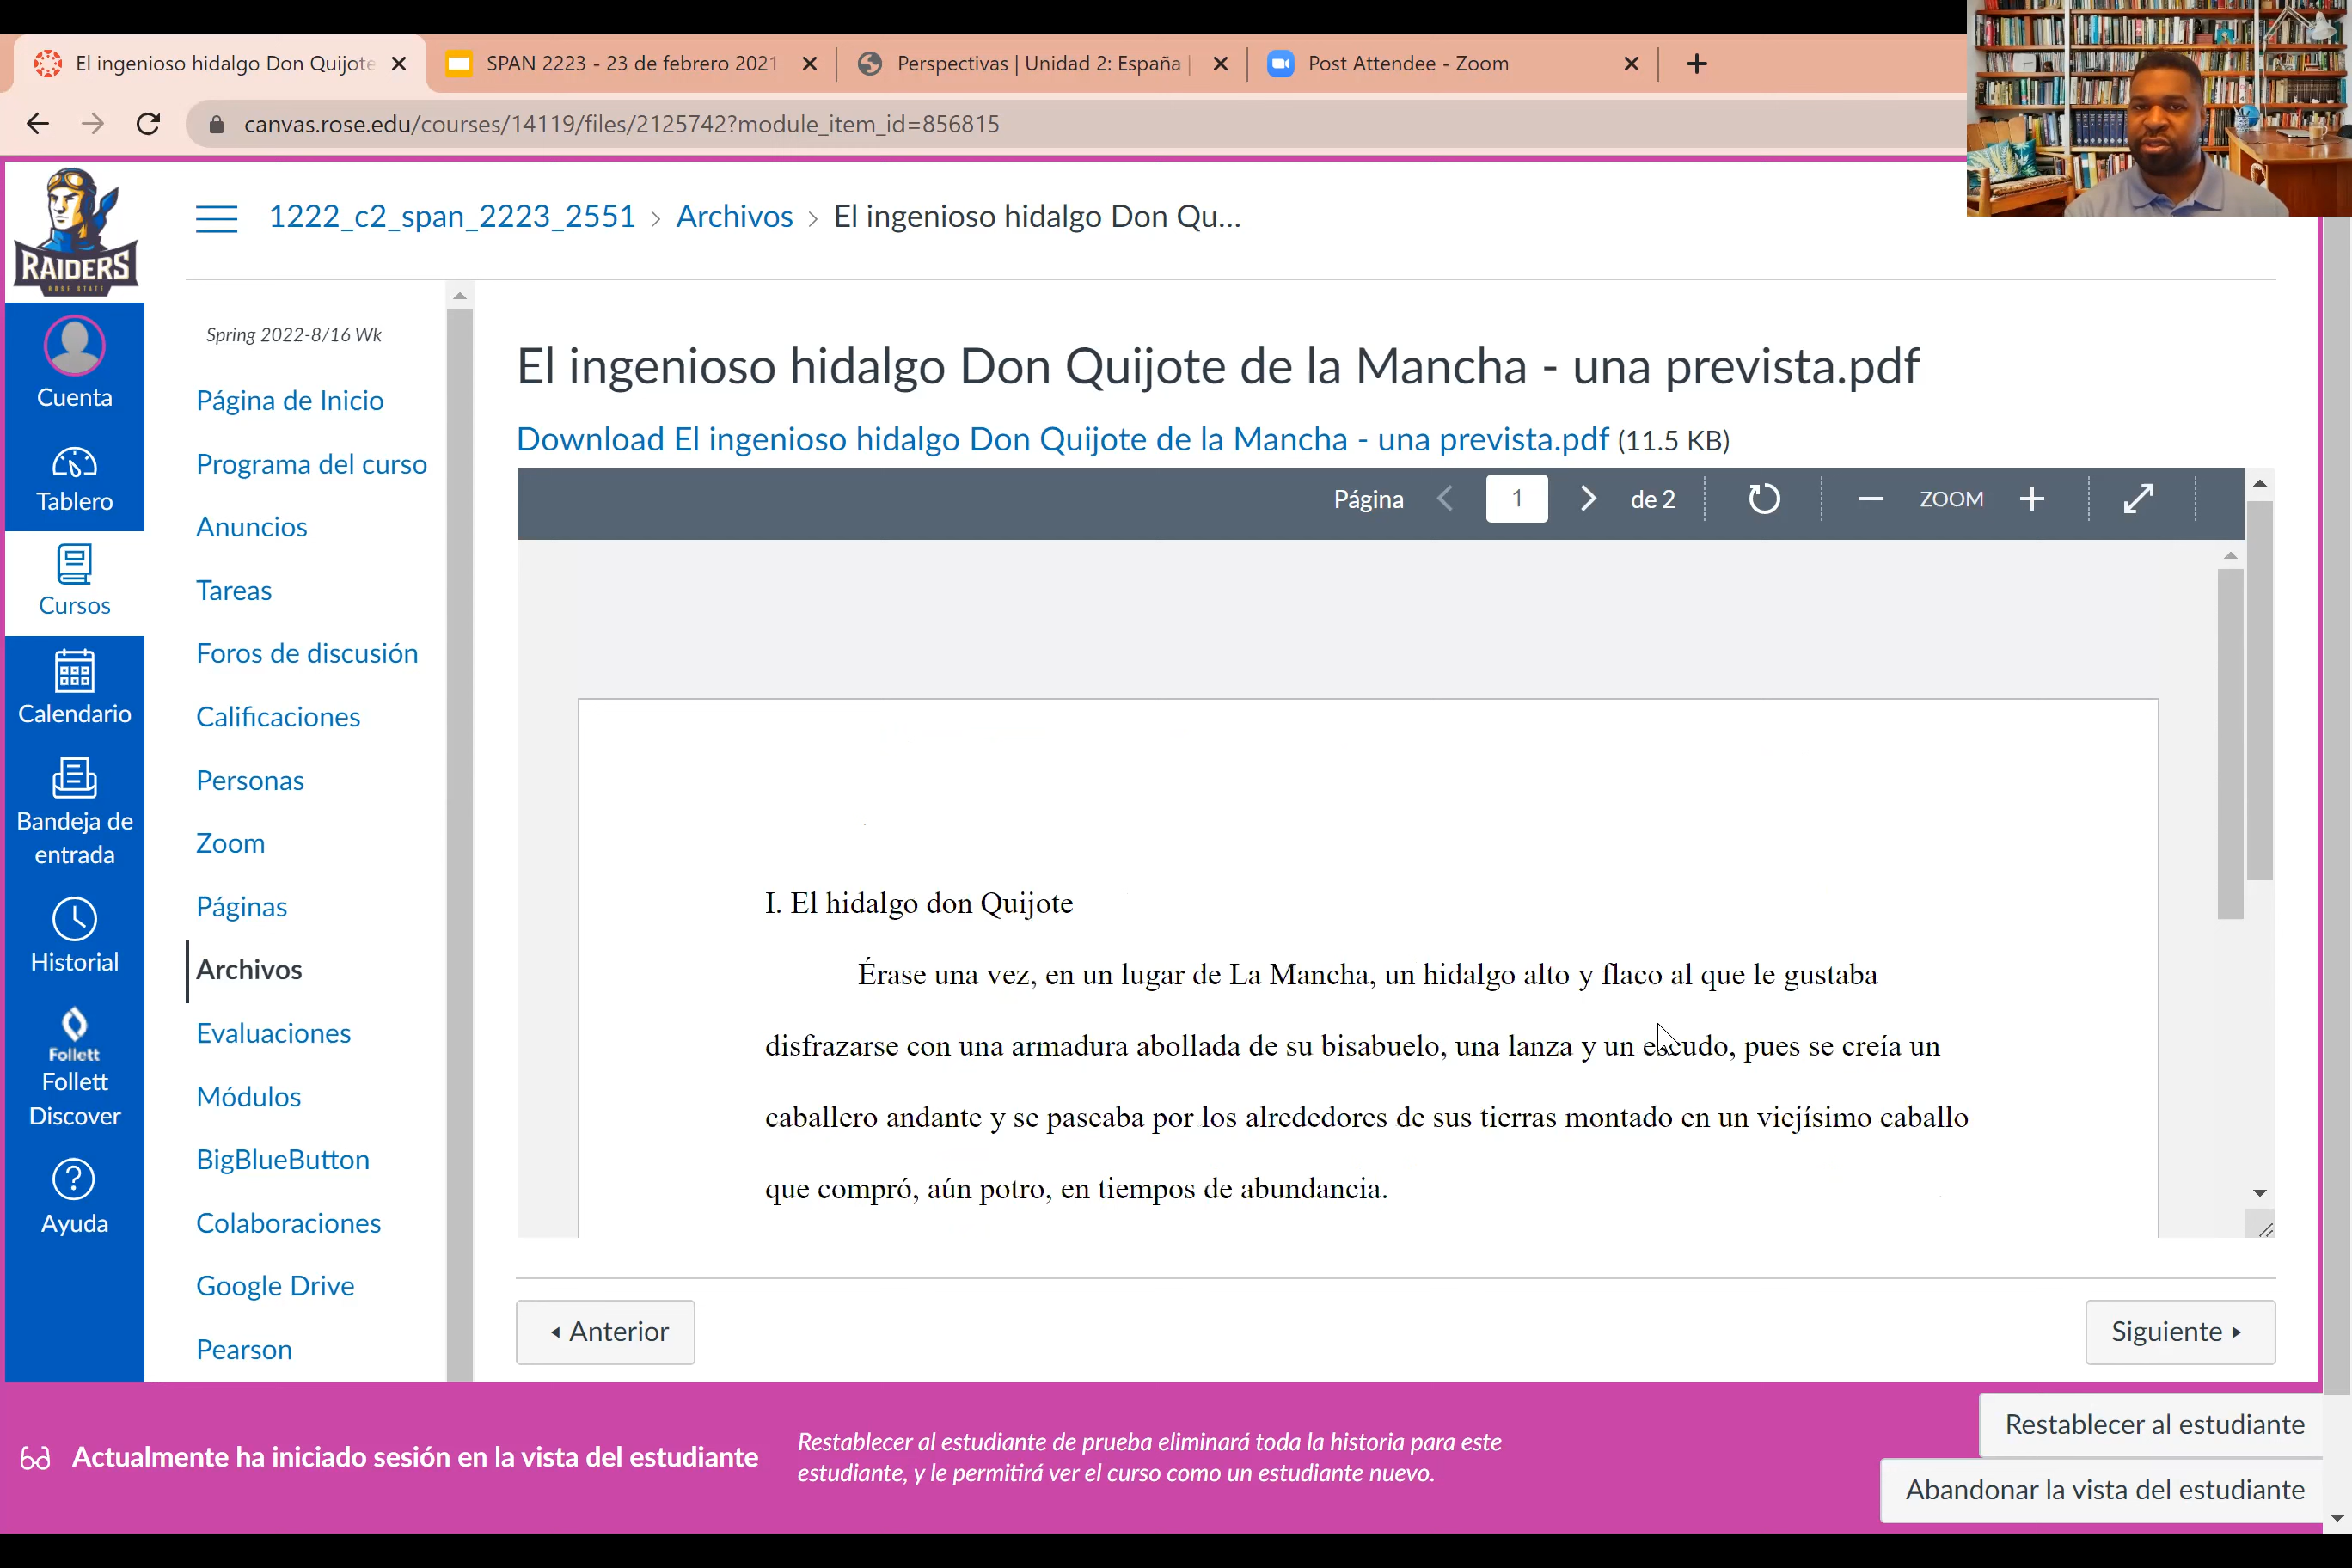 El ingenioso hidalgo Don Quijote
SPAN 2223 - 23 de febrero 2021
Perspectivas | Unidad 2: España |
Post Attendee - Zoom
canvas.rose.edu/courses/14119/files/2125742?module_item_id=856815
RAIDERS
ROSE STATE
1222_c2_span_2223_2551 > Archivos > El ingenioso hidalgo Don Qu...
Cuenta
Tablero
Cursos
Calendario
Bandeja de
entrada
Historial
Follett
Follett
Discover
Ayuda
Spring 2022-8/16 Wk
Página de Inicio
Programa del curso
Anuncios
Tareas
Foros de discusión
Calificaciones
Personas
Zoom
Páginas
Archivos
Evaluaciones
Módulos
BigBlueButton
Colaboraciones
Google Drive
Pearson
El ingenioso hidalgo Don Quijote de la Mancha - una prevista.pdf
Download El ingenioso hidalgo Don Quijote de la Mancha - una prevista.pdf (11.5 KB)
Página 1 de 2 ZOOM
I. El hidalgo don Quijote
Érase una vez, en un lugar de La Mancha, un hidalgo alto y flaco al que le gustaba
disfrazarse con una armadura abollada de su bisabuelo, una lanza y un escudo, pues se creía un
caballero andante y se paseaba por los alrededores de sus tierras montado en un viejísimo caballo
que compró, aún potro, en tiempos de abundancia.
Anterior
Siguiente
Actualmente ha iniciado sesión en la vista del estudiante
Restablecer al estudiante de prueba eliminará toda la historia para este
estudiante, y le permitirá ver el curso como un estudiante nuevo.
Restablecer al estudiante
Abandonar la vista del estudiante